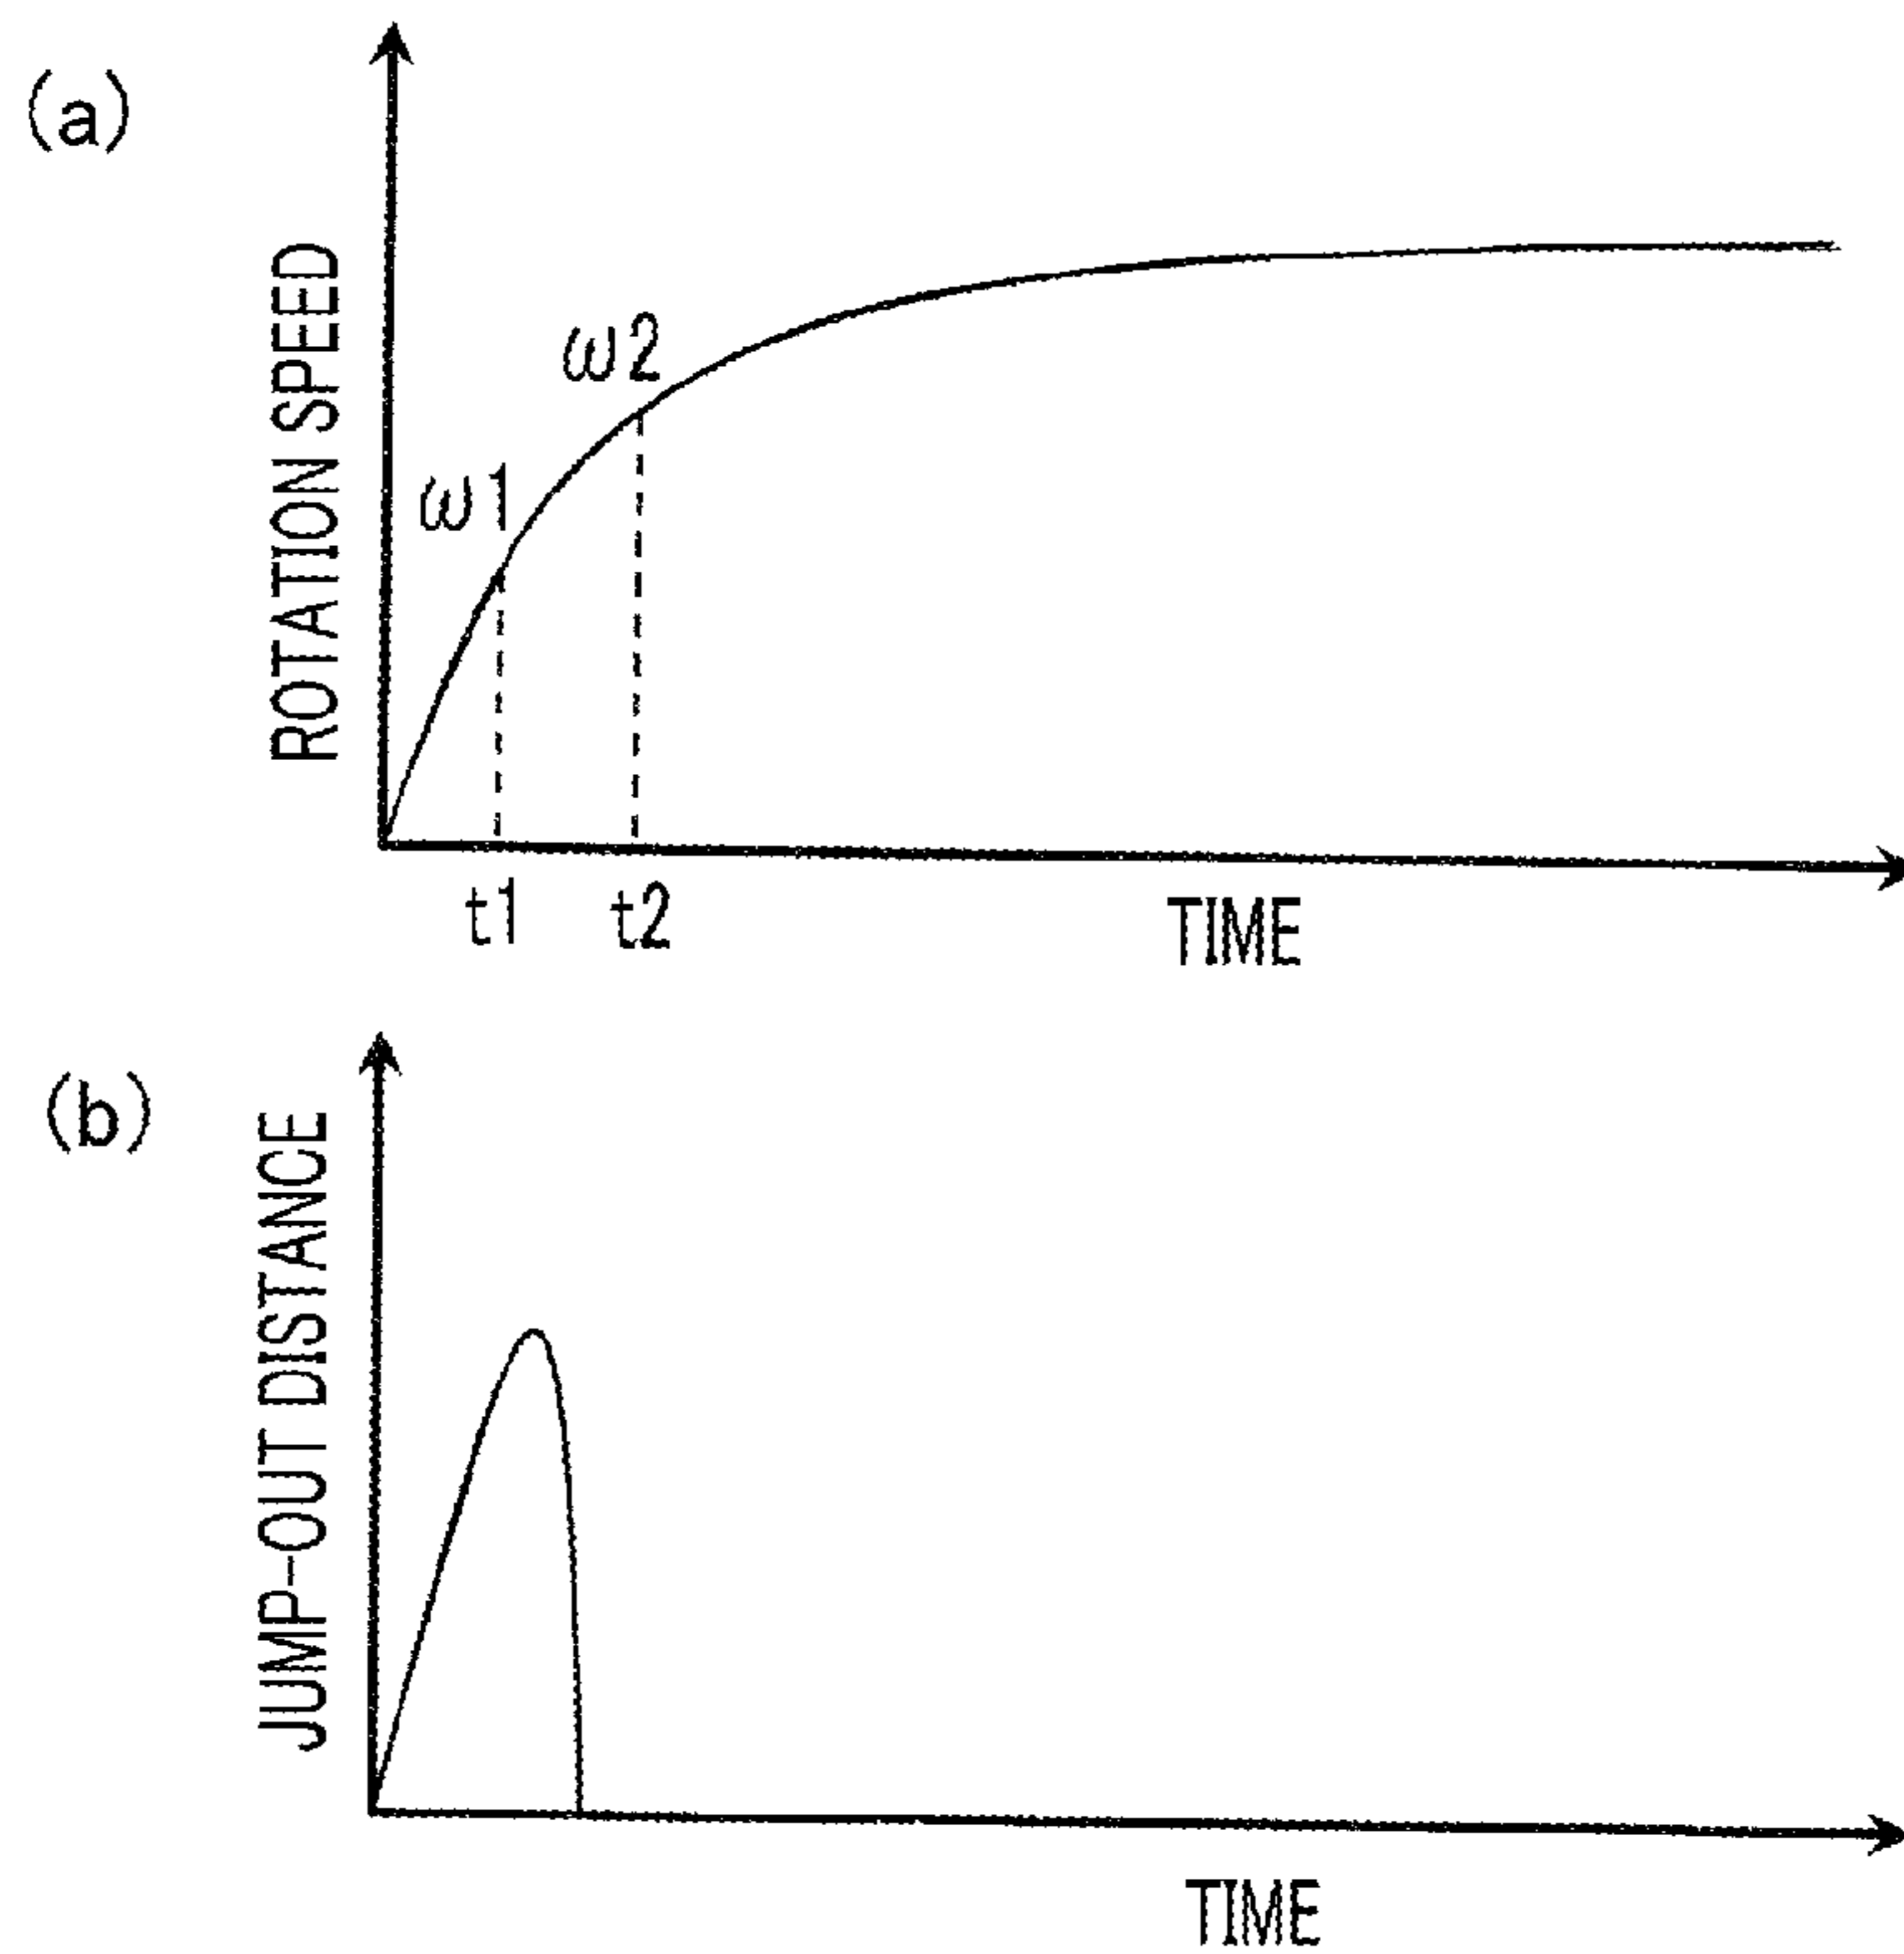 (a)
ROTATION SPEED
ω1
ω2
t1
t2
TIME
(b)
JUMP-OUT DISTANCE
TIME